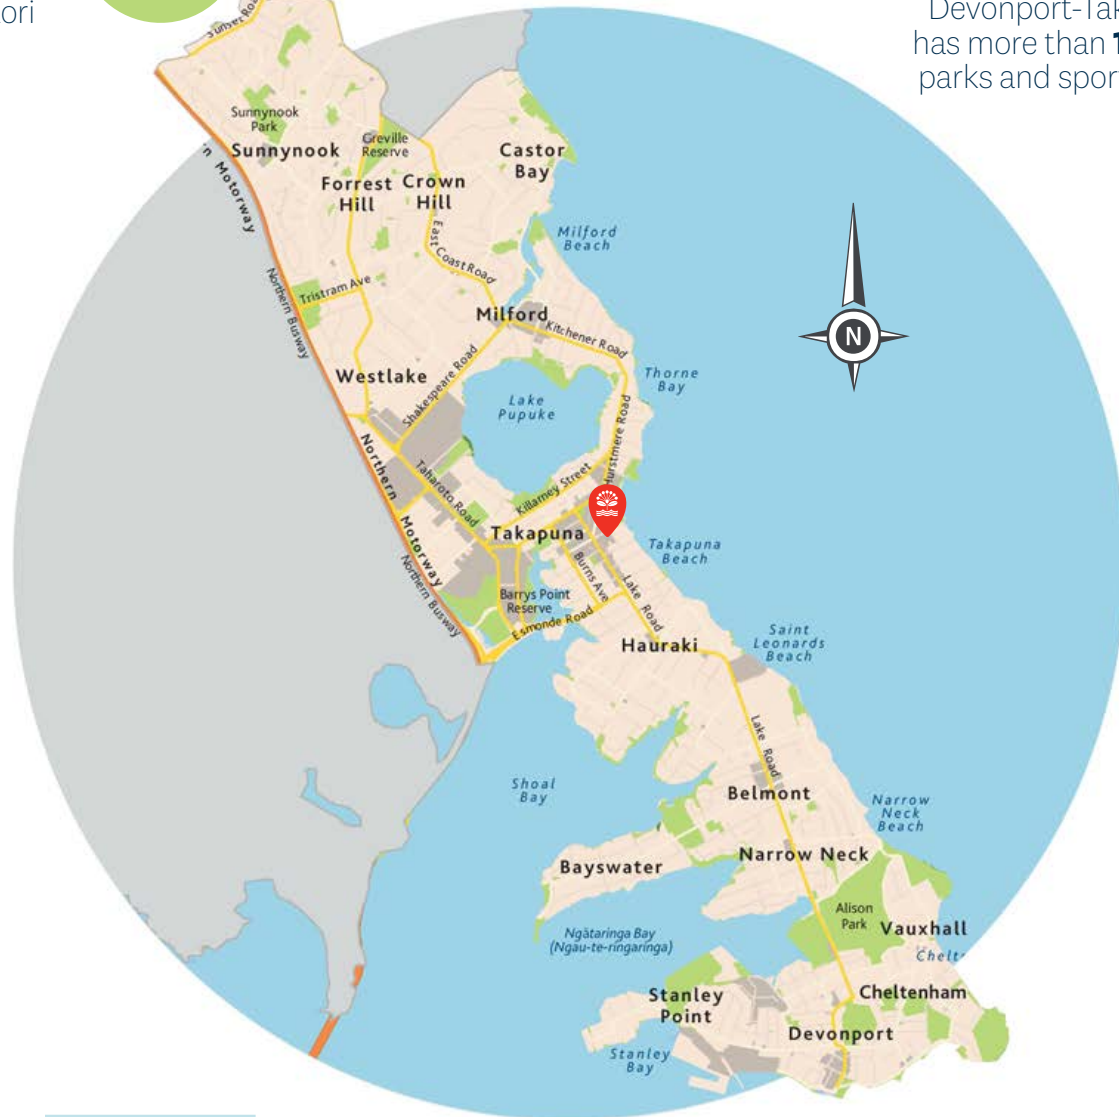 ori
Devonport-Tak
has more than 1
parks and spor
Sunset Roa
Sunnynook
Park
Sunnynook
Greville
Reserve
Castor
Bay
n Motorway
Forrest
Hill
Crown
Hill
East Coast Road
Milford
Beach
Northern Busway
Tristram Ave
Milford
Kitchener Road
N
Westlake
Shakespeare Road
Thorne
Bay
Lake
Pupuke
Hurstmere Road
Northern Motorway
Taharoto Road
Killarney Street
Takapuna
Takapuna
Beach
Northern Busway
Burns Ave
Lake Road
Barrys Point
Reserve
Esmonde Road
Hauraki
Saint
Leonards
Beach
Lake Road
Shoal
Bay
Belmont
Narrow
Neck
Beach
Bayswater
Narrow Neck
Alison
Park
Vauxhall
Ngātaringa Bay
(Ngau-te-ringaringa)
Chelt
Stanley
Point
Cheltenham
Devonport
Stanley
Bay